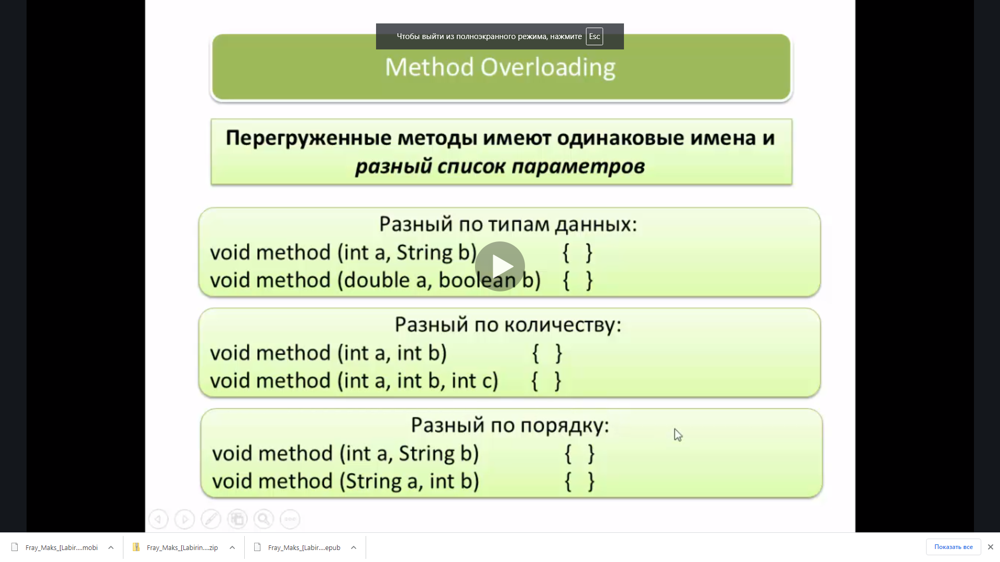 Чтобы выйти из полноэкранного режима, нажмите Esc
Method Overloading
Перегруженные методы имеют одинаковые имена и
разный список параметров
Разный по типам данных:
void method (int a, String b) { }
void method (double a, boolean b) { }
Разный по количеству:
void method (int a, int b) { }
void method (int a, int b, int c) { }
Разный по порядку:
void method (int a, String b) { }
void method (String a, int b) { }
Fray_Maks_[Labir....mobi
Fray_Maks_[Labirin....zip
Fray_Maks_[Labir....epub
Показать все